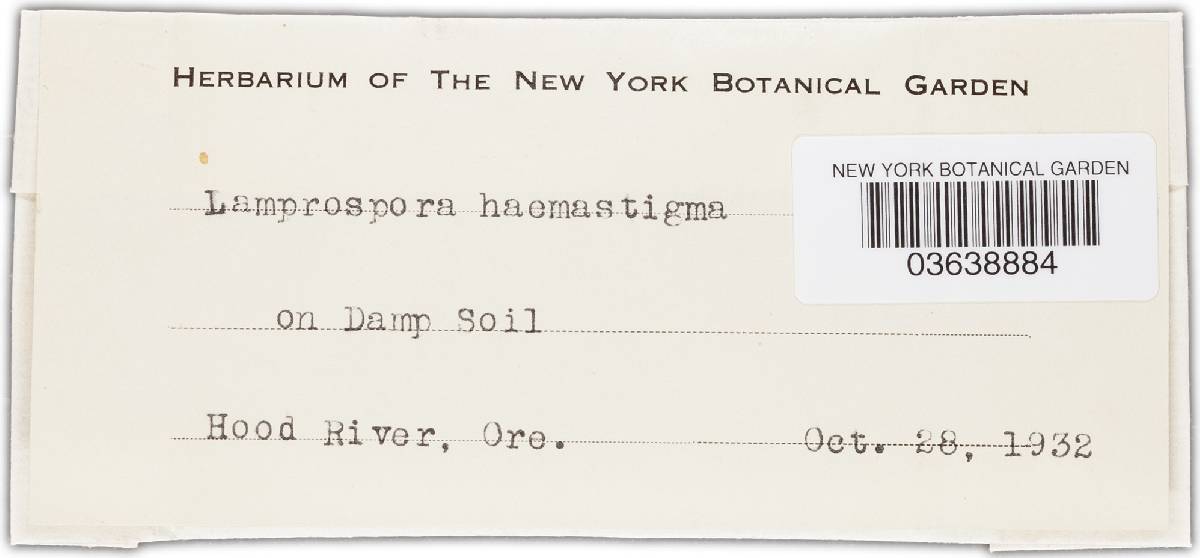 HERBARIUM OF THE NEW YORK BOTANICAL GARDEN
NEW YORK BOTANICAL GARDEN
03638884
Lamprospora haemastigma
on Damp Soil
Hood River, Ore. Oct. 28, 1932